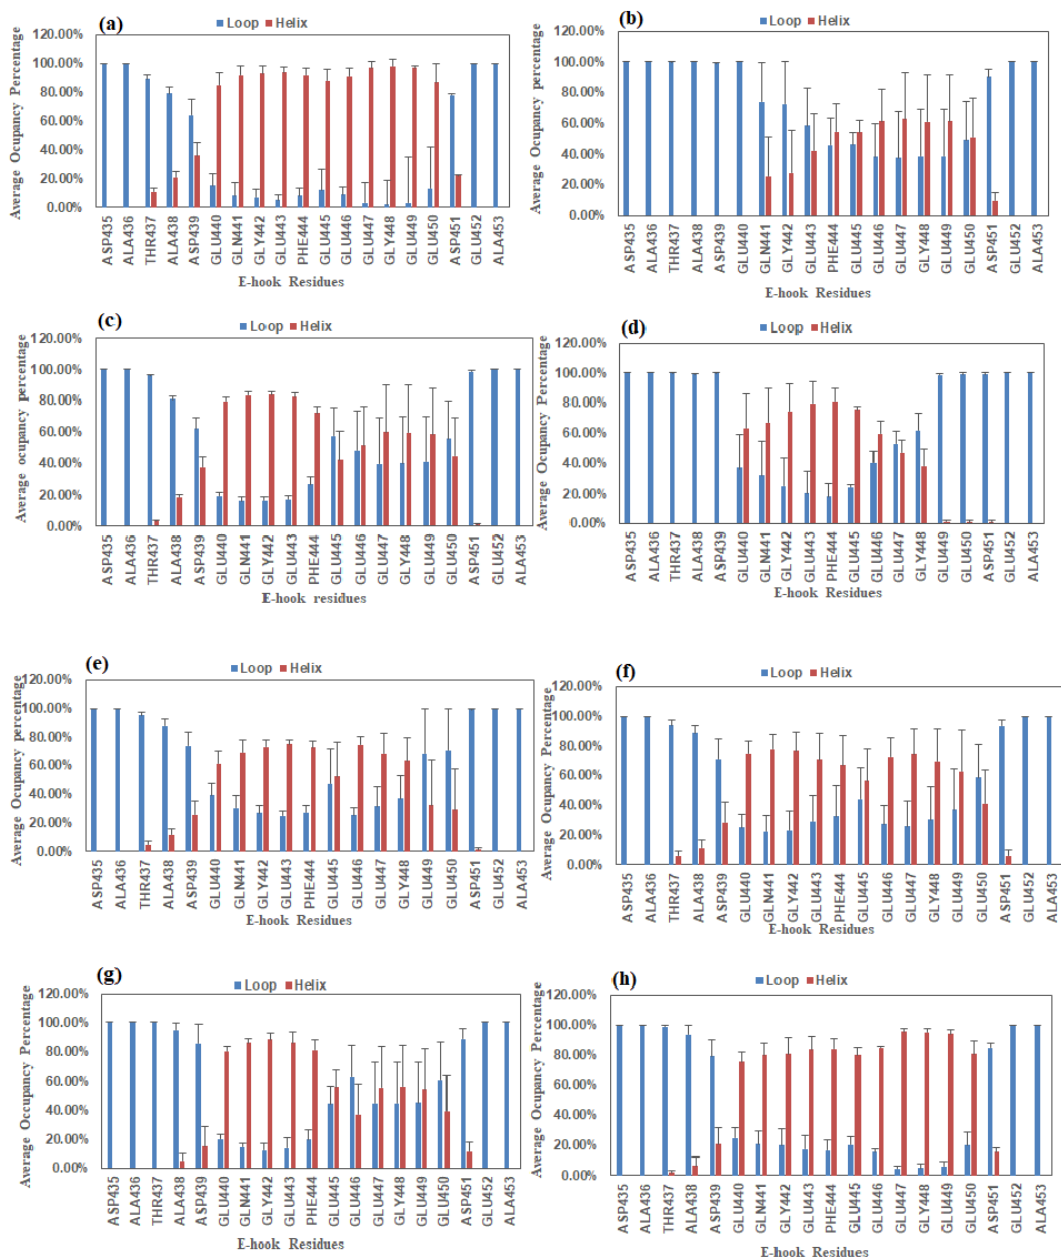 (a)
Loop Helix
Average Ocupancy Percentage
120.00%
100.00%
80.00%
60.00%
40.00%
20.00%
0.00%
ASP435 ALA436 THR437 ALA438 ASP439 GLU440 GLN441 GLY442 GLU443 PHE444 GLU445 GLU446 GLU447 GLY448 GLU449 GLU450 ASP451 GLU452 ALA453
E-hook Residues
(b)
Loop Helix
Average Ocupancy percentage
120.00%
100.00%
80.00%
60.00%
40.00%
20.00%
0.00%
ASP435 ALA436 THR437 ALA438 ASP439 GLU440 GLN441 GLY442 GLU443 PHE444 GLU445 GLU446 GLU447 GLY448 GLU449 GLU450 ASP451 GLU452 ALA453
E-hook Residues
(c)
Loop Helix
Average ocupancy percentage
120.00%
100.00%
80.00%
60.00%
40.00%
20.00%
0.00%
ASP435 ALA436 THR437 ALA438 ASP439 GLU440 GLN441 GLY442 GLU443 PHE444 GLU445 GLU446 GLU447 GLY448 GLU449 GLU450 ASP451 GLU452 ALA453
E-hook residues
(d)
Loop Helix
Average Ocupancy Percentage
120.00%
100.00%
80.00%
60.00%
40.00%
20.00%
0.00%
ASP435 ALA436 THR437 ALA438 ASP439 GLU440 GLN441 GLY442 GLU443 PHE444 GLU445 GLU446 GLU447 GLY448 GLU449 GLU450 ASP451 GLU452 ALA453
E-hook Residues
(e)
Loop Helix
Average Ocupancy Percentage
120.00%
100.00%
80.00%
60.00%
40.00%
20.00%
0.00%
ASP435 ALA436 THR437 ALA438 ASP439 GLU440 GLN441 GLY442 GLU443 PHE444 GLU445 GLU446 GLU447 GLY448 GLU449 GLU450 ASP451 GLU452 ALA453
E-hook Residues
(f)
Loop Helix
Average Ocupancy Percentage
120.00%
100.00%
80.00%
60.00%
40.00%
20.00%
0.00%
ASP435 ALA436 THR437 ALA438 ASP439 GLU440 GLN441 GLY442 GLU443 PHE444 GLU445 GLU446 GLU447 GLY448 GLU449 GLU450 ASP451 GLU452 ALA453
E-hook Residues
(g)
Loop Helix
Average Occupancy Percentage
120.00%
100.00%
80.00%
60.00%
40.00%
20.00%
0.00%
ASP435 ALA436 THR437 ALA438 ASP439 GLU440 GLN441 GLY442 GLU443 PHE444 GLU445 GLU446 GLU447 GLY448 GLU449 GLU450 ASP451 GLU452 ALA453
E-hook Residues
(h)
Loop Helix
Average Ocupancy Percentage
120.00%
100.00%
80.00%
60.00%
40.00%
20.00%
0.00%
ASP435 ALA436 THR437 ALA438 ASP439 GLU440 GLN441 GLY442 GLU443 PHE444 GLU445 GLU446 GLU447 GLY448 GLU449 GLU450 ASP451 GLU452 ALA453
E-hook Residues